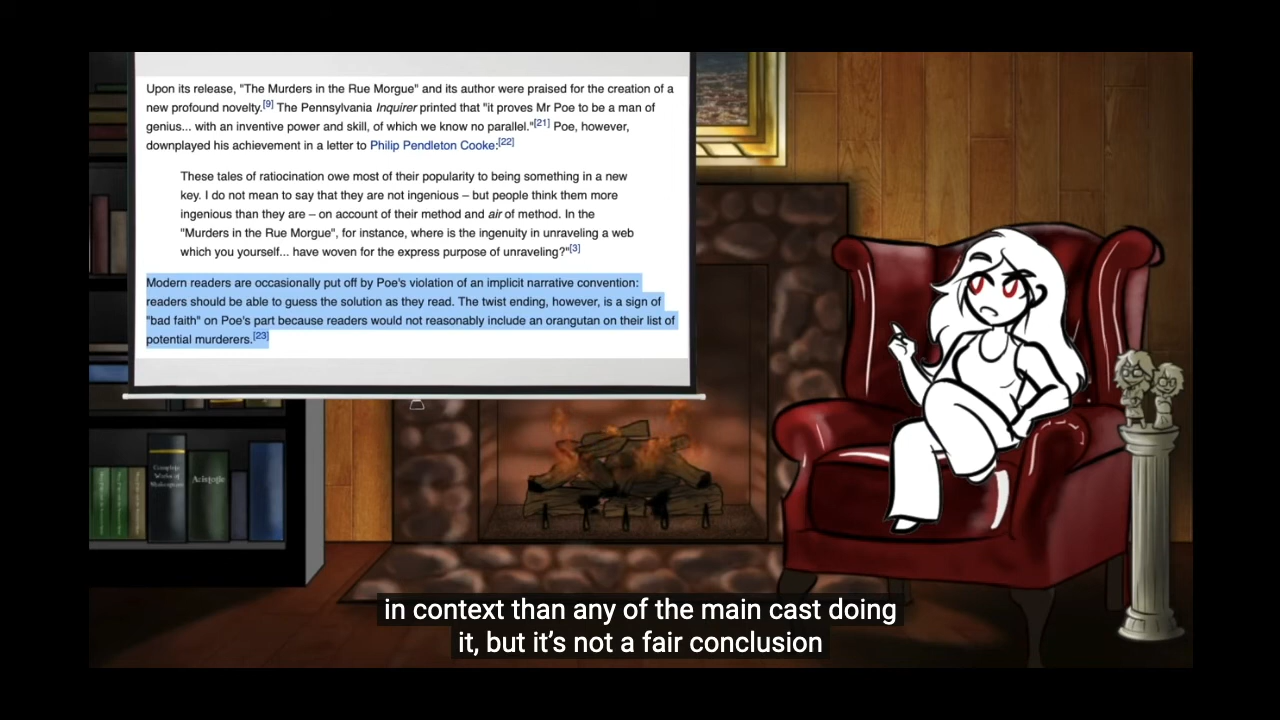 Upon its release, "The Murders in the Rue Morgue" and its author were praised for the creation of a
new profound novelty.[9] The Pennsylvania Inquirer printed that "it proves Mr Poe to be a man of
genius... with an inventive power and skill, of which we know no parallel."[21] Poe, however,
downplayed his achievement in a letter to Philip Pendleton Cooke:[22]
These tales of ratiocination owe most of their popularity to being something in a new
key. I do not mean to say that they are not ingenious – but people think them more
ingenious than they are – on account of their method and air of method. In the
"Murders in the Rue Morgue", for instance, where is the ingenuity in unraveling a web
which you yourself... have woven for the express purpose of unraveling?"[3]
Modern readers are occasionally put off by Poe's violation of an implicit narrative convention:
readers should be able to guess the solution as they read. The twist ending, however, is a sign of
"bad faith" on Poe's part because readers would not reasonably include an orangutan on their list of
potential murderers.[23]
Complete
Works of
Shakespeare
Aristotle
in context than any of the main cast doing
it, but it's not a fair conclusion